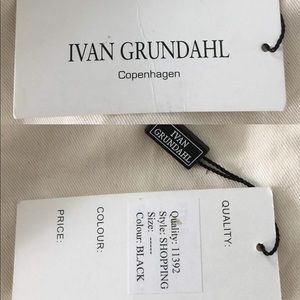 IVAN GRUNDAHL
Copenhagen
IVAN
GRUNDAHL
QUALITY:
Quality: 11392
Style: SHOPPING
Size: -----
Colour: BLACK
COLOUR:
PRICE: